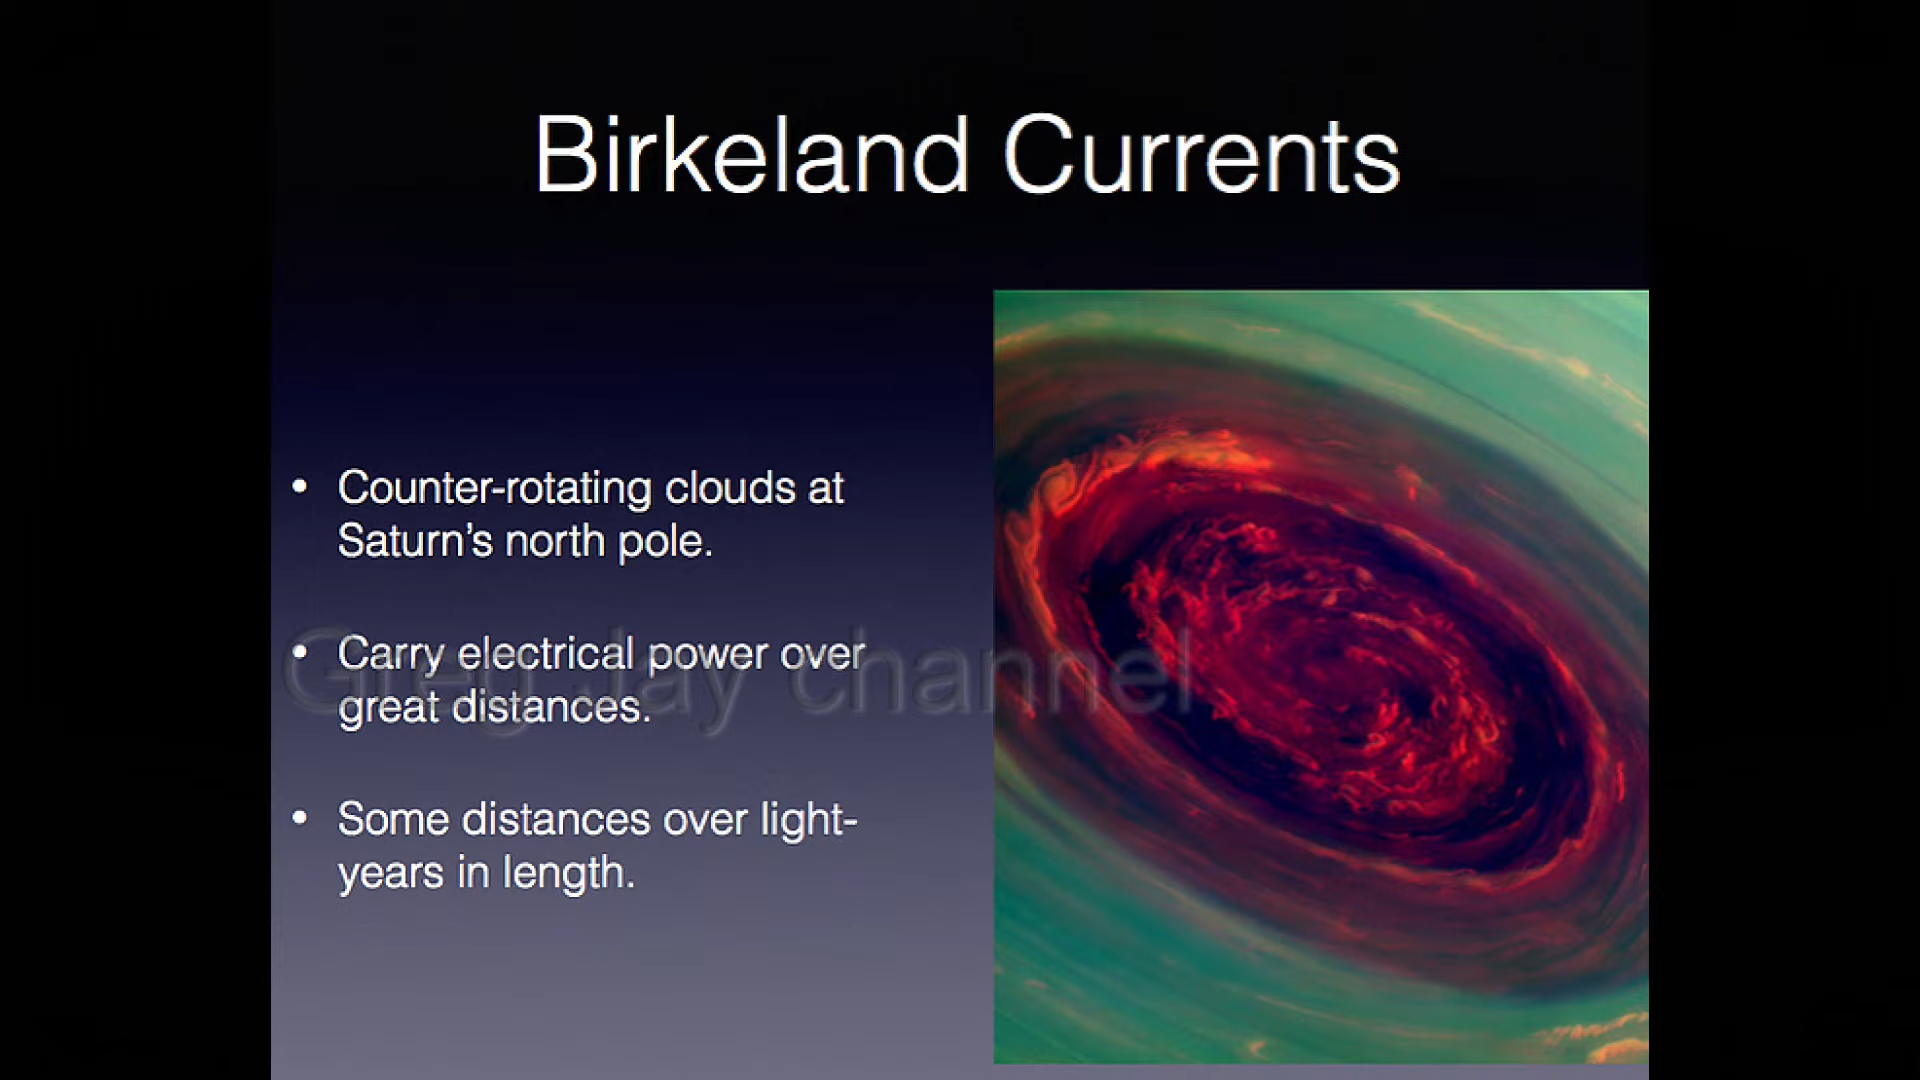 Birkeland Currents
• Counter-rotating clouds at
Saturn’s north pole.
• Carry electrical power over
great distances.
Greg Jay channel
• Some distances over light-
years in length.